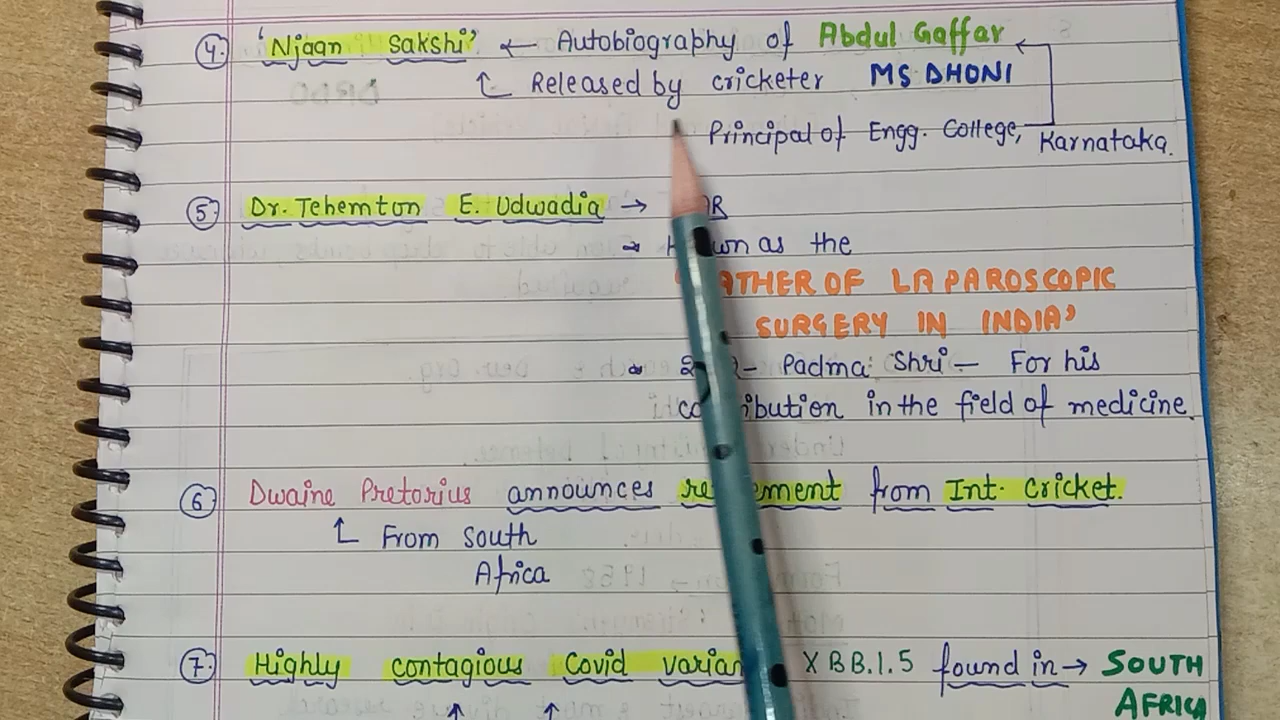 4. 'Njaan Sakshi' ← Autobiography of Abdul Gaffar
Released by cricketer MS DHONI
Principal of Engg. College, Karnataka.
5. Dr. Tehemton E. Udwadia →
as the
OF LAPAROSCOPIC
SURGERY IN INDIA'
Padma Shri — For his
in the field of medicine.
6. Dwaine Pretorius announces from Int. Cricket.
From South
Africa
7. Highly contagious Covid XBB.1.5 found in → SOUTH
AFRICA